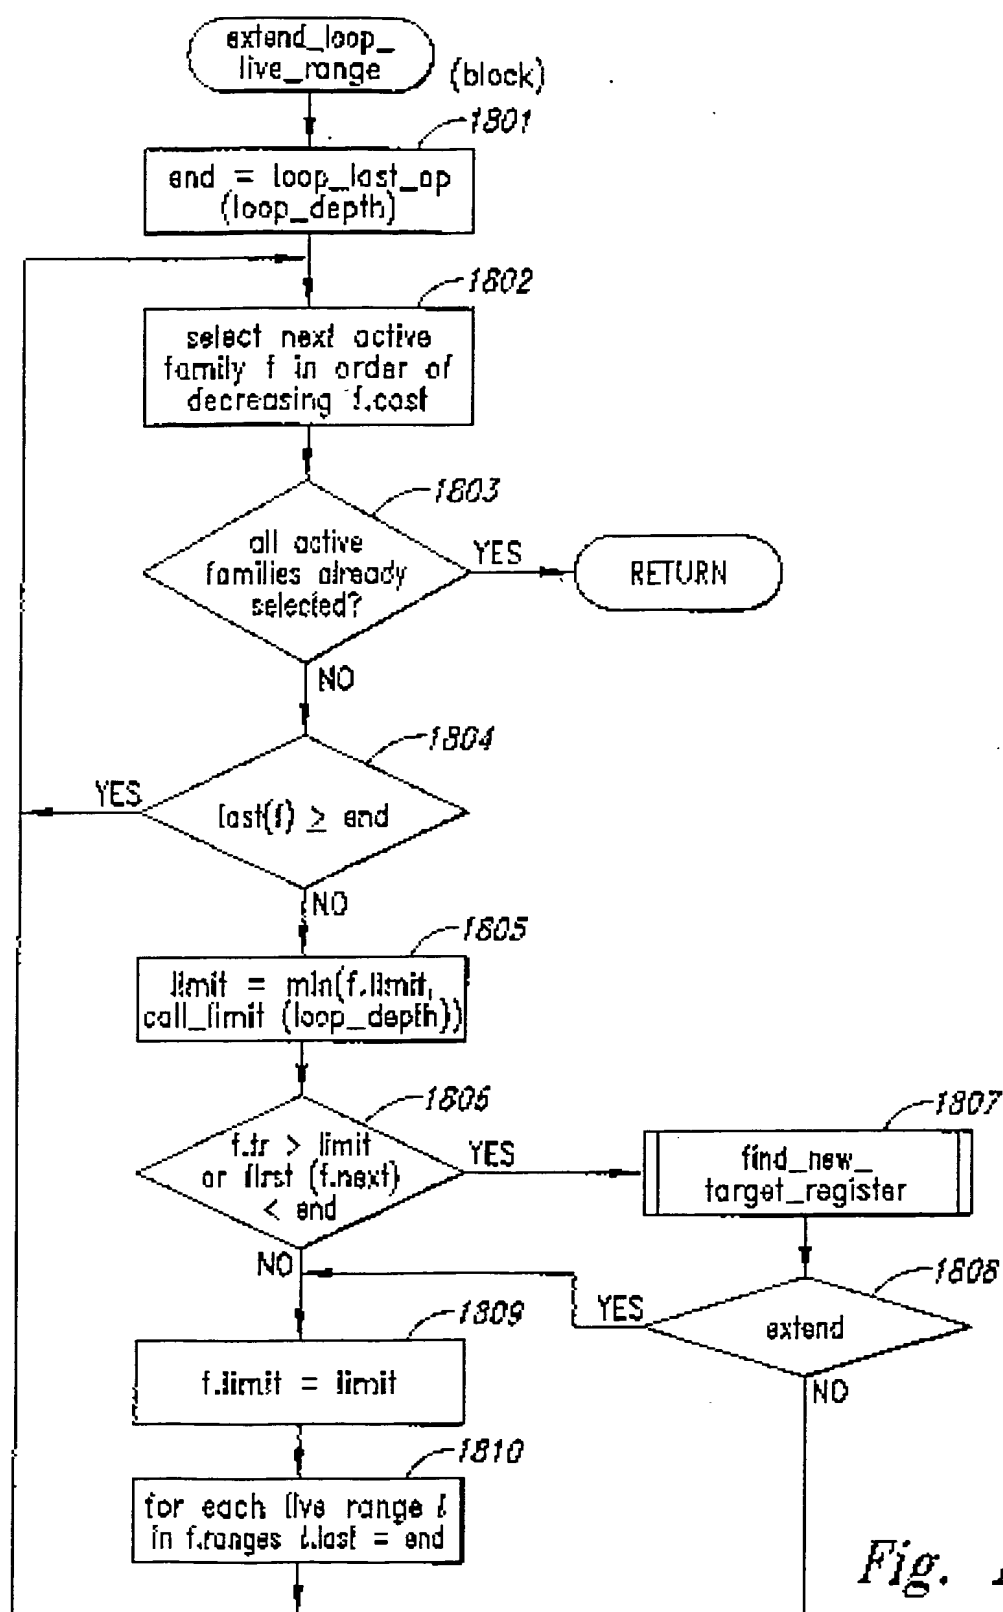 extend_loop_
live_range
(block)
1801
end = loop_last_op
(loop_depth)
1802
select next active
family f in order of
decreasing f.cost
1803
all active
families already
selected?
YES
RETURN
NO
1804
YES
last(f) ≥ end
NO
1805
limit = min(f.limit,
call_limit (loop_depth))
1806
f.tr > limit
or first (f.next)
< end
YES
1807
find_new_
target_register
NO
1808
YES
extend
NO
1809
f.limit = limit
1810
for each live range l
in f.ranges l.last = end
Fig.